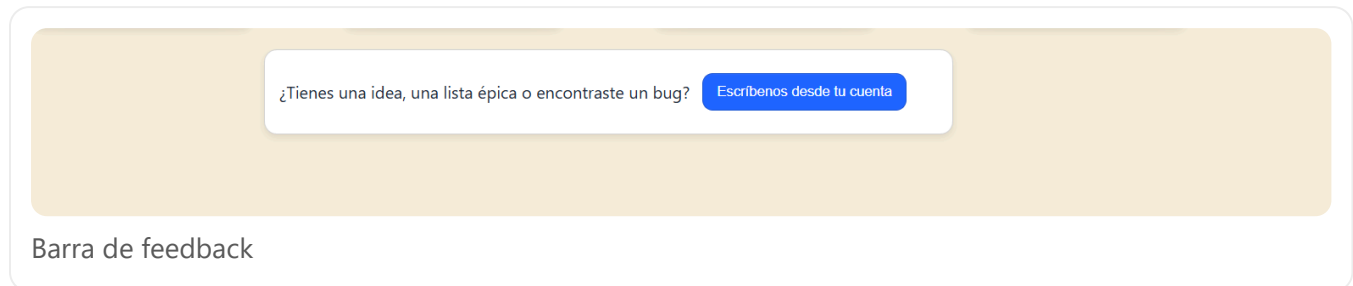 ¿Tienes una idea, una lista épica o encontraste un bug? Escríbenos desde tu cuenta
Barra de feedback